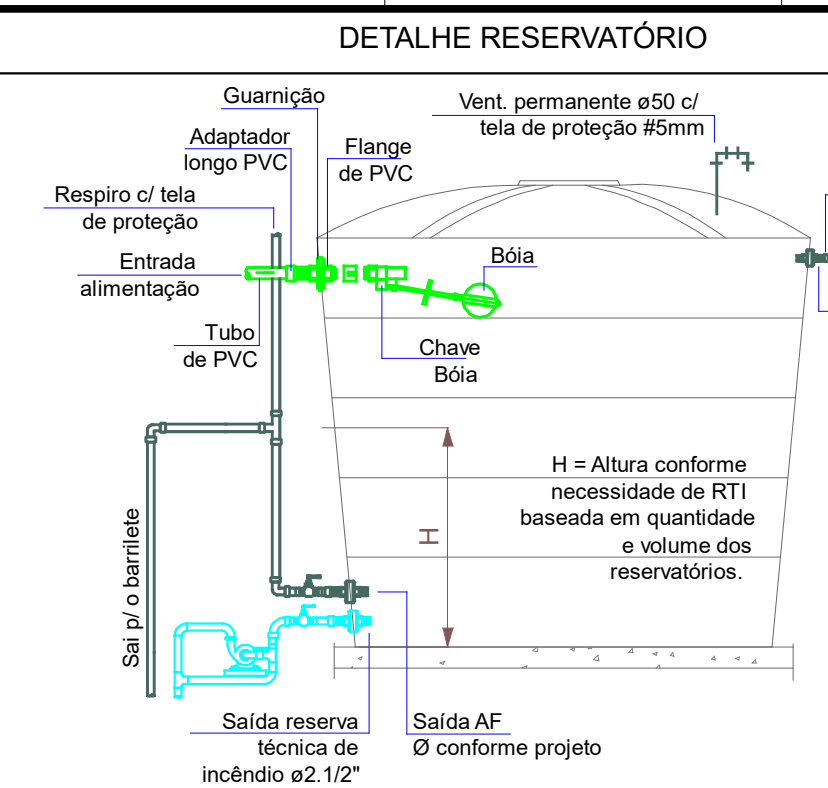 DETALHE RESERVATÓRIO
Guarnição
Adaptador
longo PVC
Flange
de PVC
Vent. permanente ø50 c/
tela de proteção #5mm
Respiro c/ tela
de proteção
Entrada
alimentação
Bóia
Tubo
de PVC
Chave
Bóia
H = Altura conforme
necessidade de RTI
baseada em quantidade
e volume dos
reservatórios.
H
Sai p/ o barrilete
Saída reserva
técnica de
incêndio ø2.1/2"
Saída AF
Ø conforme projeto